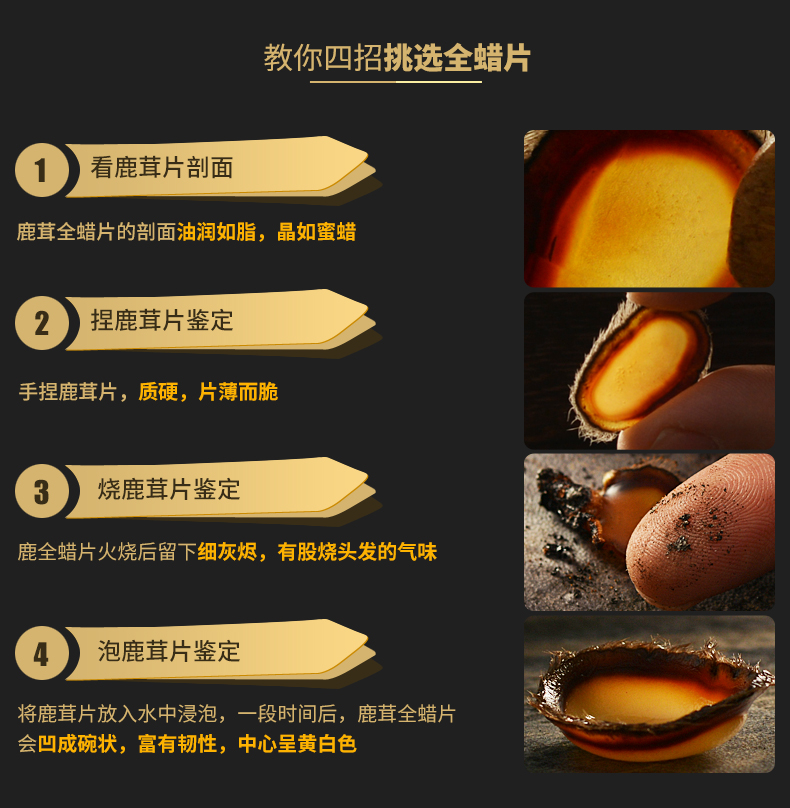 教你四招挑选全蜡片
1
看鹿茸片剖面
鹿茸全蜡片的剖面油润如脂，晶如蜜蜡
2
捏鹿茸片鉴定
手捏鹿茸片，质硬，片薄而脆
3
烧鹿茸片鉴定
鹿全蜡片火烧后留下细灰烬，有股烧头发的气味
4
泡鹿茸片鉴定
将鹿茸片放入水中浸泡，一段时间后，鹿茸全蜡片
会凹成碗状，富有韧性，中心呈黄白色